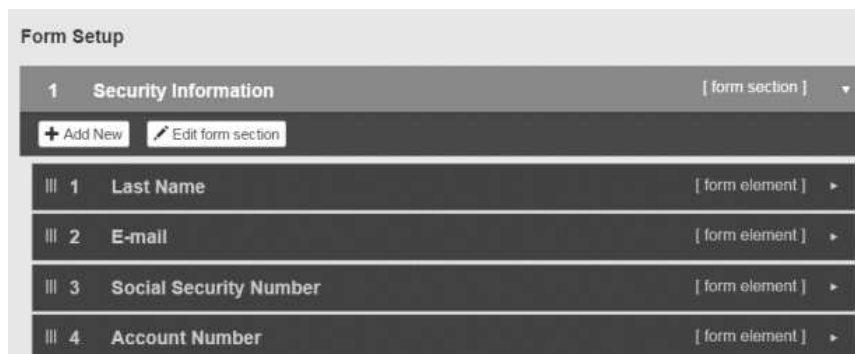 Form Setup
1 Security Information [ form section ]
Add New Edit form section
1 Last Name [ form element ]
2 E-mail [ form element ]
3 Social Security Number [ form element ]
4 Account Number [ form element ]